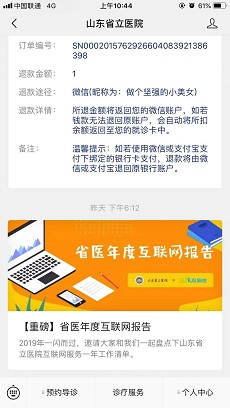 中国联通 4G
上午10:44
61%
山东省立医院
订单编号：
SN00020157629266040839213 86
398
退款金额：
1
退款途径：
微信(昵称为：做个坚强的小美女)
退款详情：
所退金额将返回您的微信账户，如若
钱款无法退回原账户，会自动将所扣
余额返回至您的就诊卡中。
备注：
温馨提示：如若使用微信或支付宝支
付下绑定的银行卡支付，退款将由微
信或支付宝退回原银行账户。
昨天 下午6:12
省医年度互联网报告
【重磅】省医年度互联网报告
2019年一闪而过，邀请大家和我们一起盘点下山东省
立医院互联网服务一年工作清单。
预约导诊
诊疗服务
个人中心